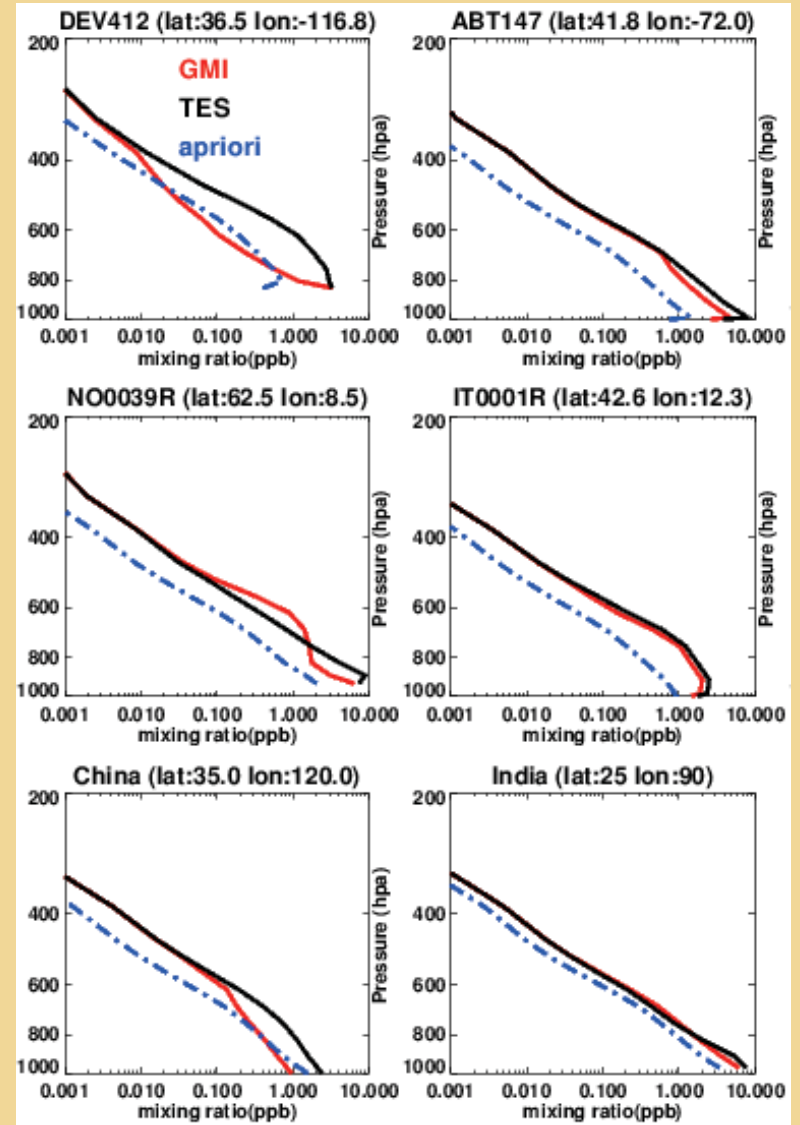 DEV412 (lat:36.5 lon:-116.8)
200
400
600
800
1000
GMI
TES
apriori
Pressure (hpa)
0.001 0.010 0.100 1.000 10.000
mixing ratio(ppb)
ABT147 (lat:41.8 lon:-72.0)
200
400
600
800
1000
Pressure (hpa)
0.001 0.010 0.100 1.000 10.000
mixing ratio(ppb)
NO0039R (lat:62.5 lon:8.5)
200
400
600
800
1000
Pressure (hpa)
0.001 0.010 0.100 1.000 10.000
mixing ratio(ppb)
IT0001R (lat:42.6 lon:12.3)
200
400
600
800
1000
Pressure (hpa)
0.001 0.010 0.100 1.000 10.000
mixing ratio(ppb)
China (lat:35.0 lon:120.0)
200
400
600
800
1000
Pressure (hpa)
0.001 0.010 0.100 1.000 10.000
mixing ratio(ppb)
India (lat:25 lon:90)
200
400
600
800
1000
Pressure (hpa)
0.001 0.010 0.100 1.000 10.000
mixing ratio(ppb)